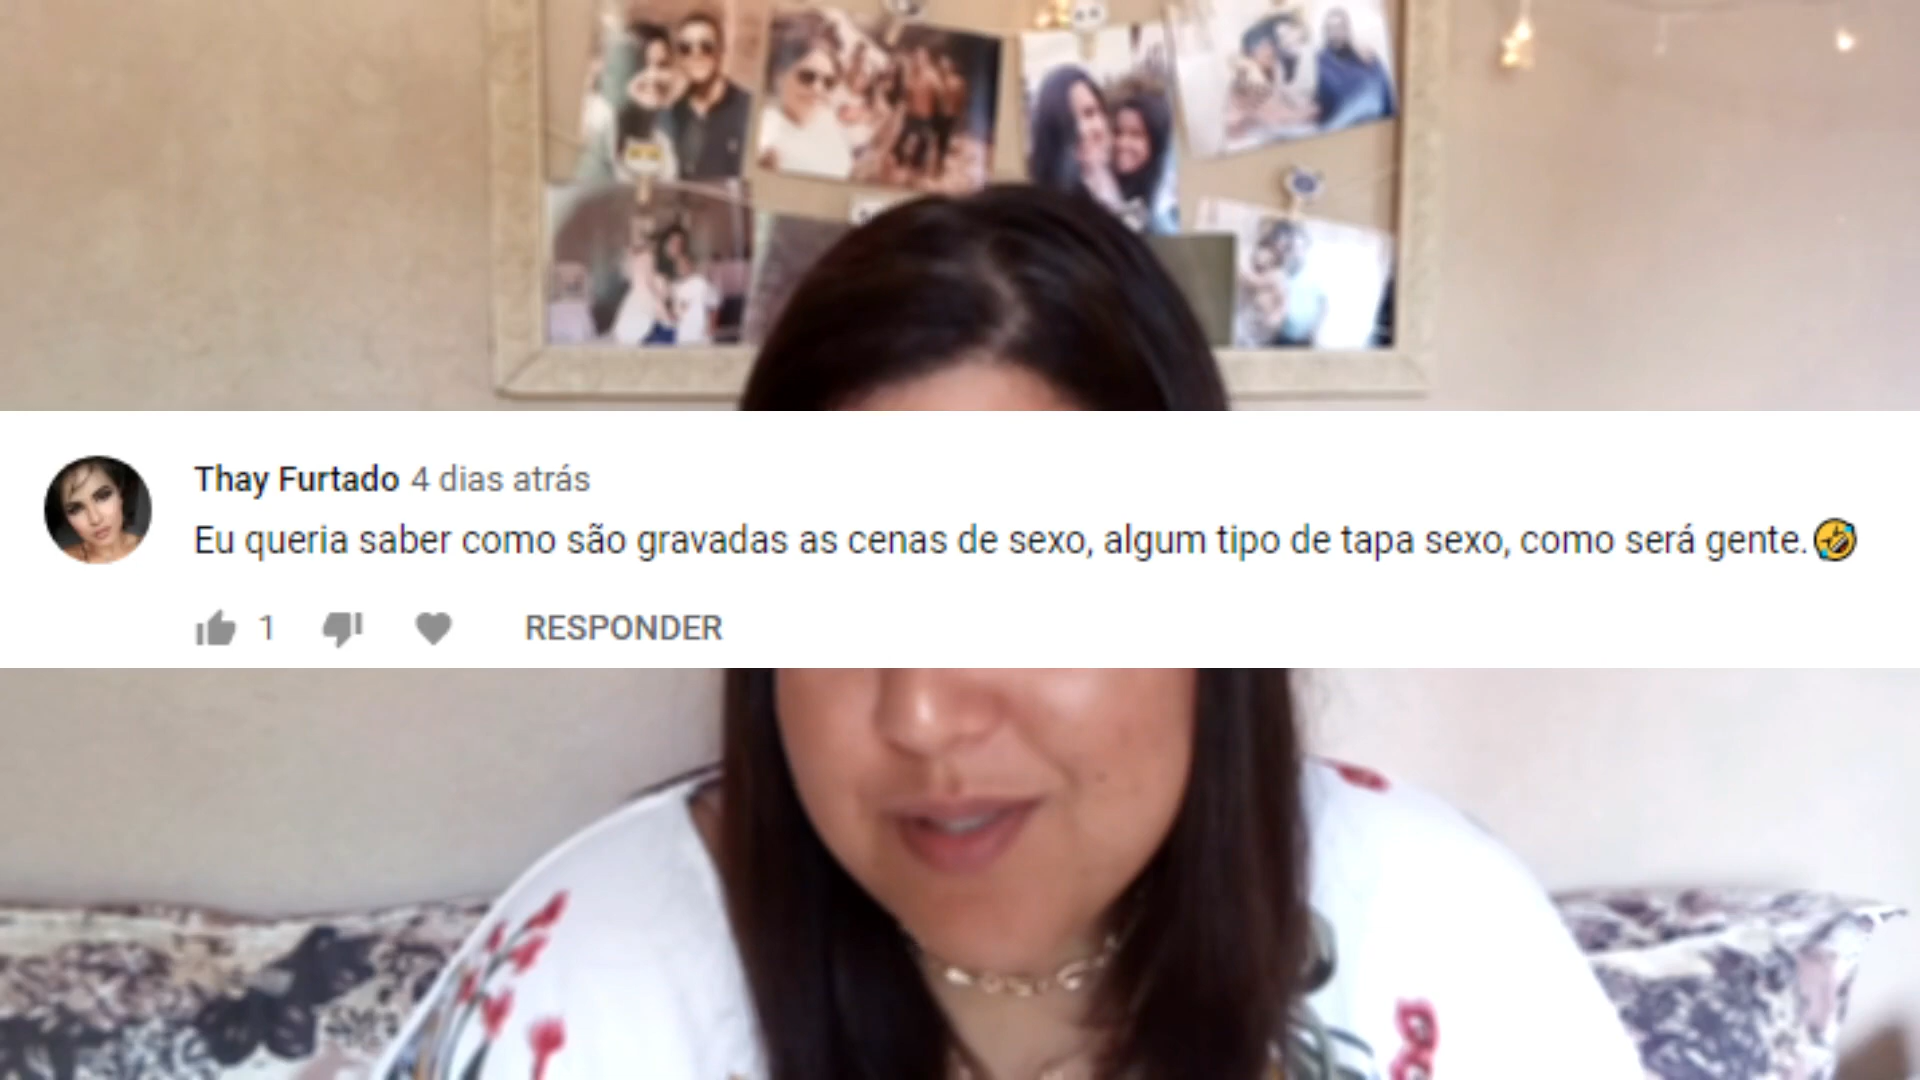 Thay Furtado 4 dias atrás
Eu queria saber como são gravadas as cenas de sexo, algum tipo de tapa sexo, como será gente.🤣
1 RESPONDER